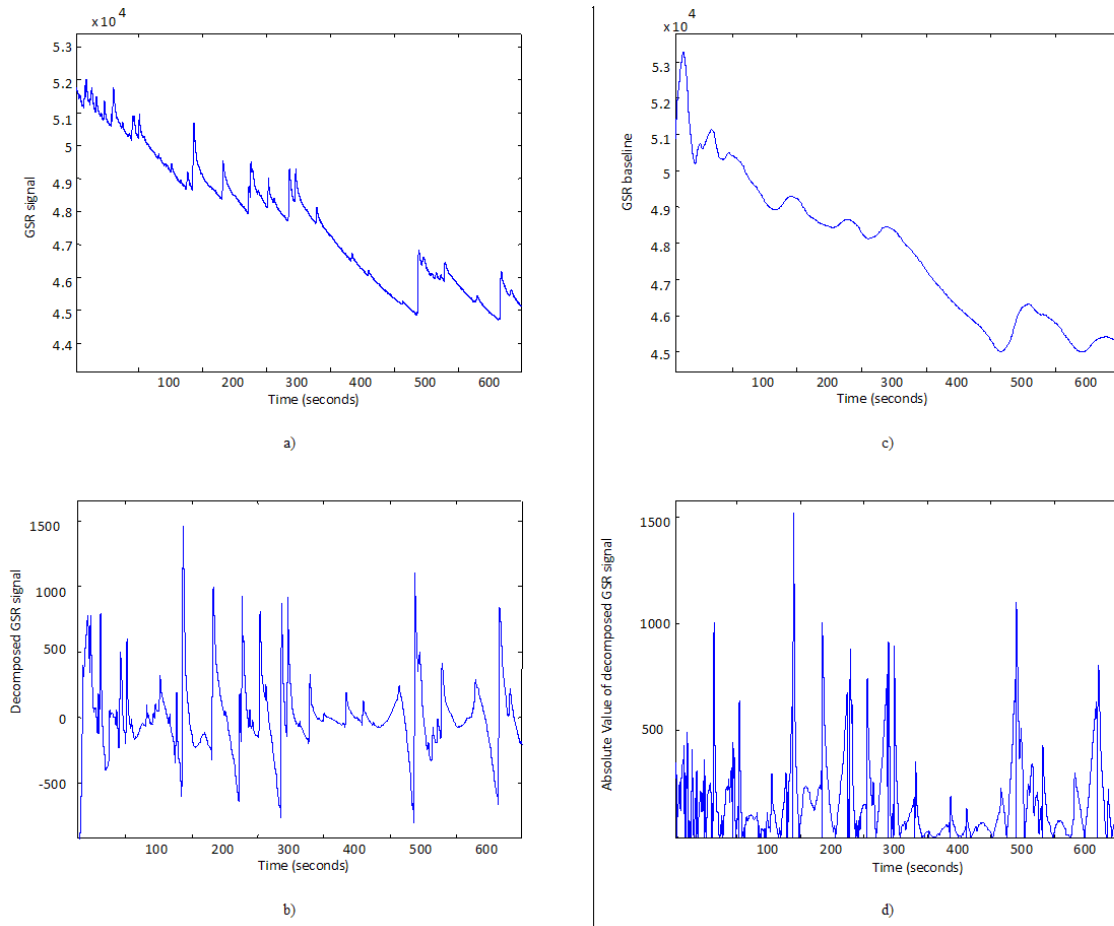 x10 4
5.3
5.2
5.1
5
4.9
4.8
4.7
4.6
4.5
4.4
GSR signal
100 200 300 400 500 600
Time (seconds)
a)
1500
1000
500
0
-500
Decomposed GSR signal
100 200 300 400 500 600
Time (seconds)
b)
x10 4
5.3
5.2
5.1
5
4.9
4.8
4.7
4.6
4.5
GSR baseline
100 200 300 400 500 600
Time (seconds)
c)
1500
1000
500
Absolute Value of decomposed GSR signal
100 200 300 400 500 600
Time (seconds)
d)